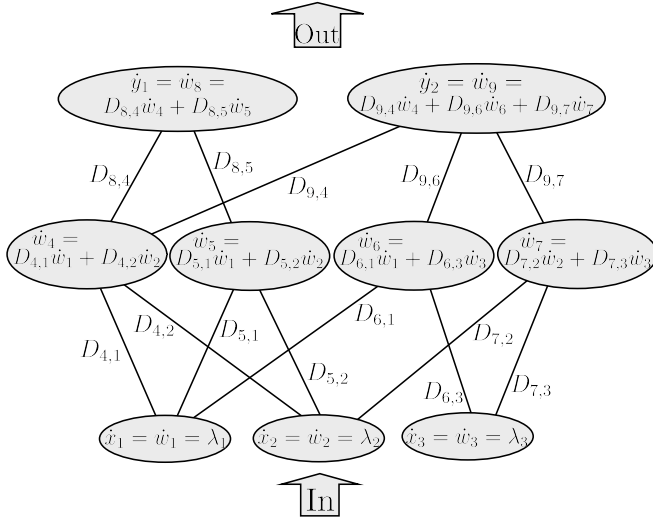 Out
ẏ₁ = ẇ₈ =
D₈,₄ẇ₄ + D₈,₅ẇ₅
ẏ₂ = ẇ₉ =
D₉,₄ẇ₄ + D₉,₆ẇ₆ + D₉,₇ẇ₇
D₈,₄
D₈,₅
D₉,₄
D₉,₆
D₉,₇
ẇ₄ =
D₄,₁ẇ₁ + D₄,₂ẇ₂
ẇ₅ =
D₅,₁ẇ₁ + D₅,₂ẇ₂
ẇ₆ =
D₆,₁ẇ₁ + D₆,₃ẇ₃
ẇ₇ =
D₇,₂ẇ₂ + D₇,₃ẇ₃
D₄,₁
D₄,₂
D₅,₁
D₅,₂
D₆,₁
D₆,₃
D₇,₂
D₇,₃
ẋ₁ = ẇ₁ = λ₁
ẋ₂ = ẇ₂ = λ₂
ẋ₃ = ẇ₃ = λ₃
In